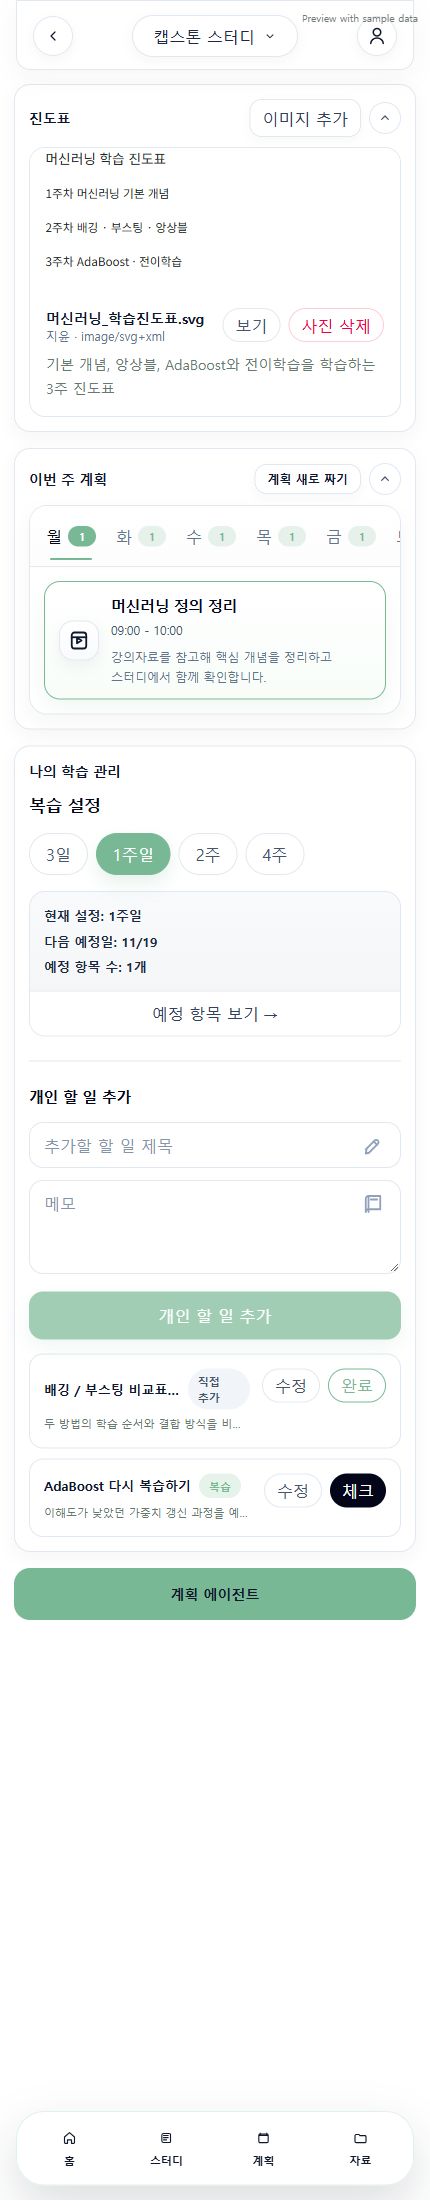 Preview with sample data
캡스톤 스터디
진도표
이미지 추가
머신러닝 학습 진도표
1주차 머신러닝 기본 개념
2주차 배깅 · 부스팅 · 앙상블
3주차 AdaBoost · 전이학습
머신러닝_학습진도표.svg
지윤 · image/svg+xml
보기
사진 삭제
기본 개념, 앙상블, AdaBoost와 전이학습을 학습하는
3주 진도표
이번 주 계획
계획 새로 짜기
월 1 화 1 수 1 목 1 금 1
머신러닝 정의 정리
09:00 - 10:00
강의자료를 참고해 핵심 개념을 정리하고
스터디에서 함께 확인합니다.
나의 학습 관리
복습 설정
3일 1주일 2주 4주
현재 설정: 1주일
다음 예정일: 11/19
예정 항목 수: 1개
예정 항목 보기 →
개인 할 일 추가
추가할 할 일 제목
메모
개인 할 일 추가
배깅 / 부스팅 비교표...
직접
추가
수정
완료
두 방법의 학습 순서와 결합 방식을 비...
AdaBoost 다시 복습하기
복습
수정
체크
이해도가 낮았던 가중치 갱신 과정을 예...
계획 에이전트
홈 스터디 계획 자료